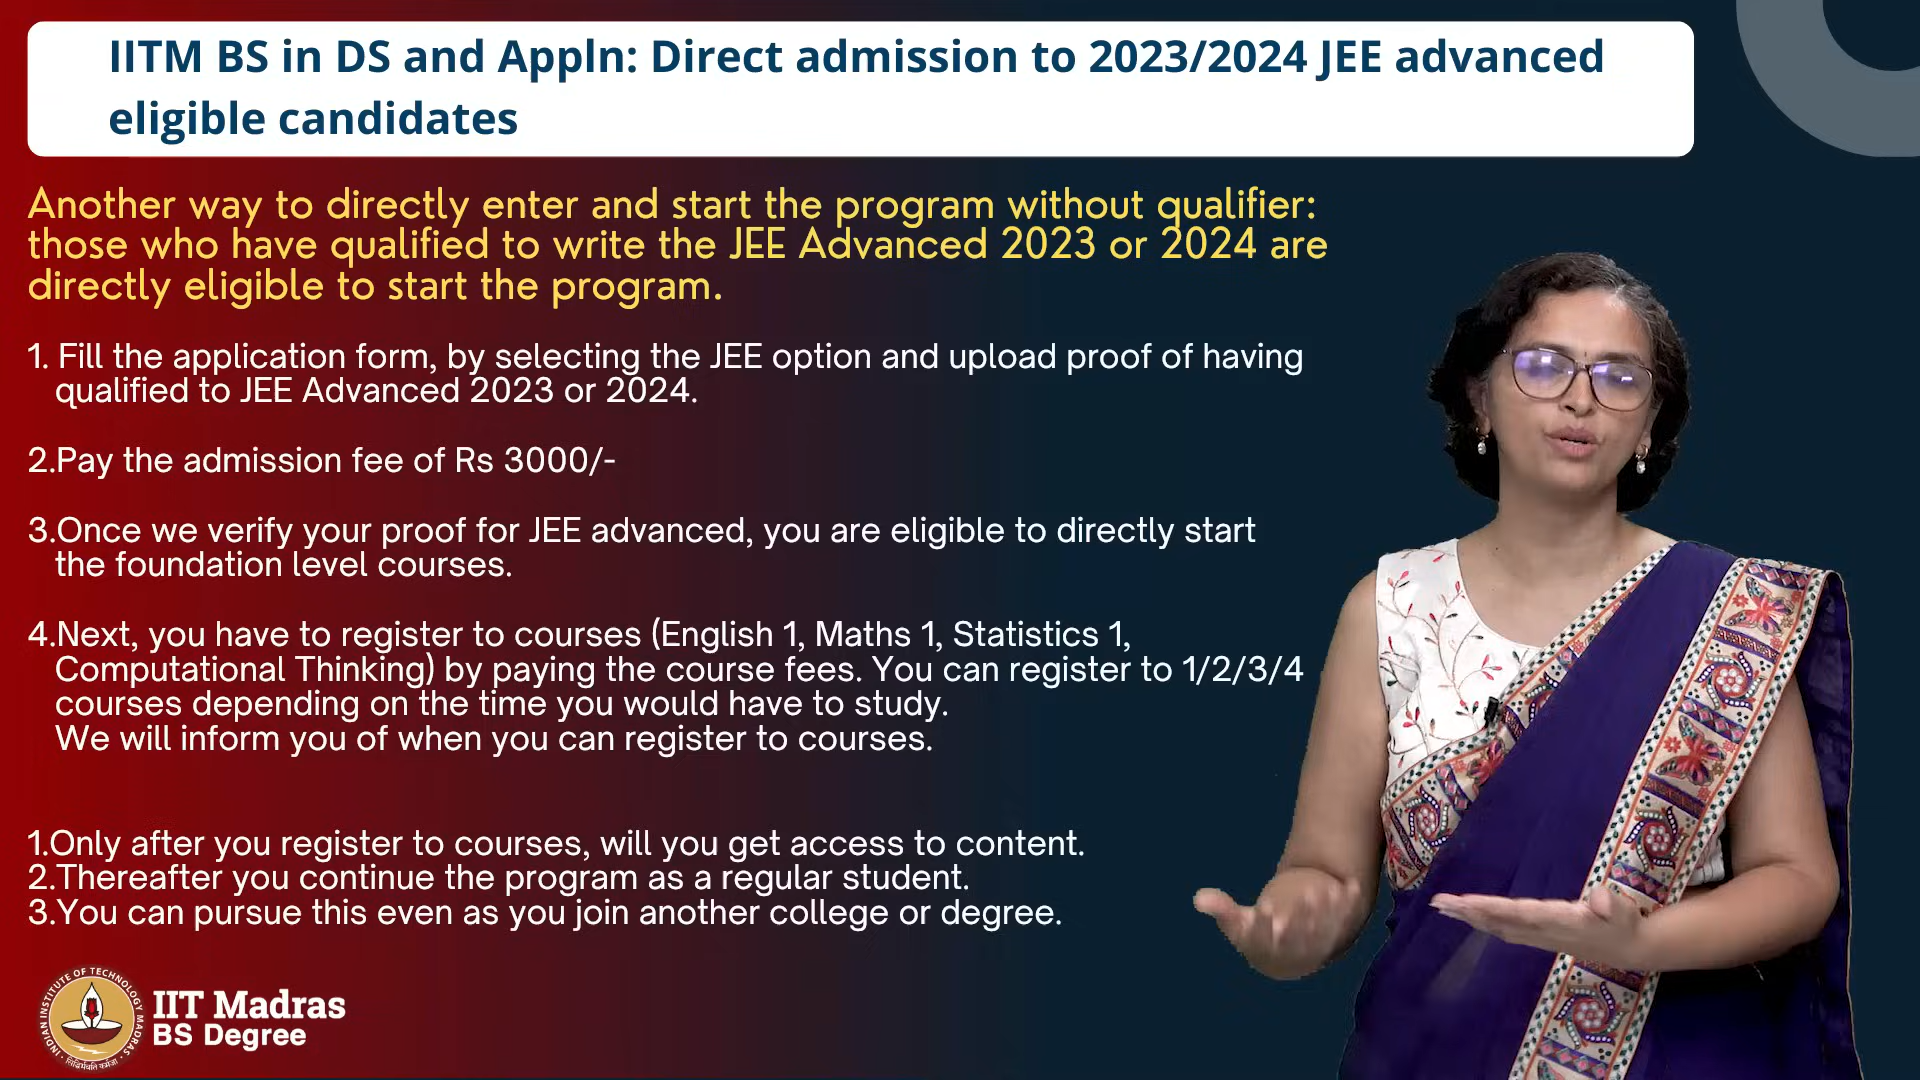 IITM BS in DS and Appln: Direct admission to 2023/2024 JEE advanced
eligible candidates
Another way to directly enter and start the program without qualifier:
those who have qualified to write the JEE Advanced 2023 or 2024 are
directly eligible to start the program.
1. Fill the application form, by selecting the JEE option and upload proof of having
qualified to JEE Advanced 2023 or 2024.
2.Pay the admission fee of Rs 3000/-
3.Once we verify your proof for JEE advanced, you are eligible to directly start
the foundation level courses.
4.Next, you have to register to courses (English 1, Maths 1, Statistics 1,
Computational Thinking) by paying the course fees. You can register to 1/2/3/4
courses depending on the time you would have to study.
We will inform you of when you can register to courses.
1.Only after you register to courses, will you get access to content.
2.Thereafter you continue the program as a regular student.
3.You can pursue this even as you join another college or degree.
INDIAN INSTITUTE OF TECHNOLOGY MADRAS
सिद्धिर्भवति कर्मजा
IIT Madras
BS Degree